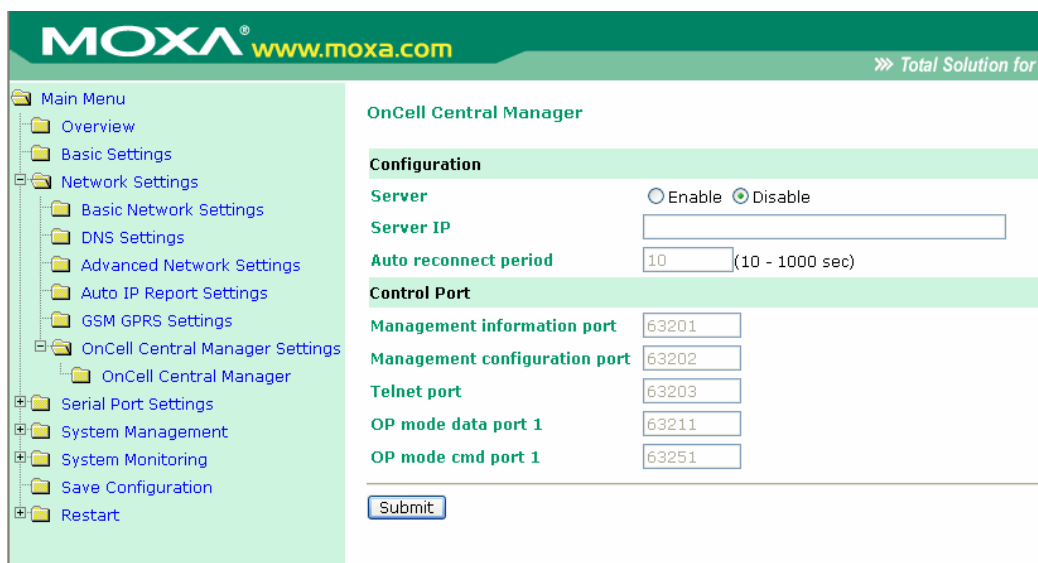 MOXA® www.moxa.com
>>> Total Solution for
Main Menu
Overview
Basic Settings
Network Settings
Basic Network Settings
DNS Settings
Advanced Network Settings
Auto IP Report Settings
GSM GPRS Settings
OnCell Central Manager Settings
OnCell Central Manager
Serial Port Settings
System Management
System Monitoring
Save Configuration
Restart
OnCell Central Manager
Configuration
Server Enable Disable
Server IP
Auto reconnect period 10 (10 - 1000 sec)
Control Port
Management information port 63201
Management configuration port 63202
Telnet port 63203
OP mode data port 1 63211
OP mode cmd port 1 63251
Submit